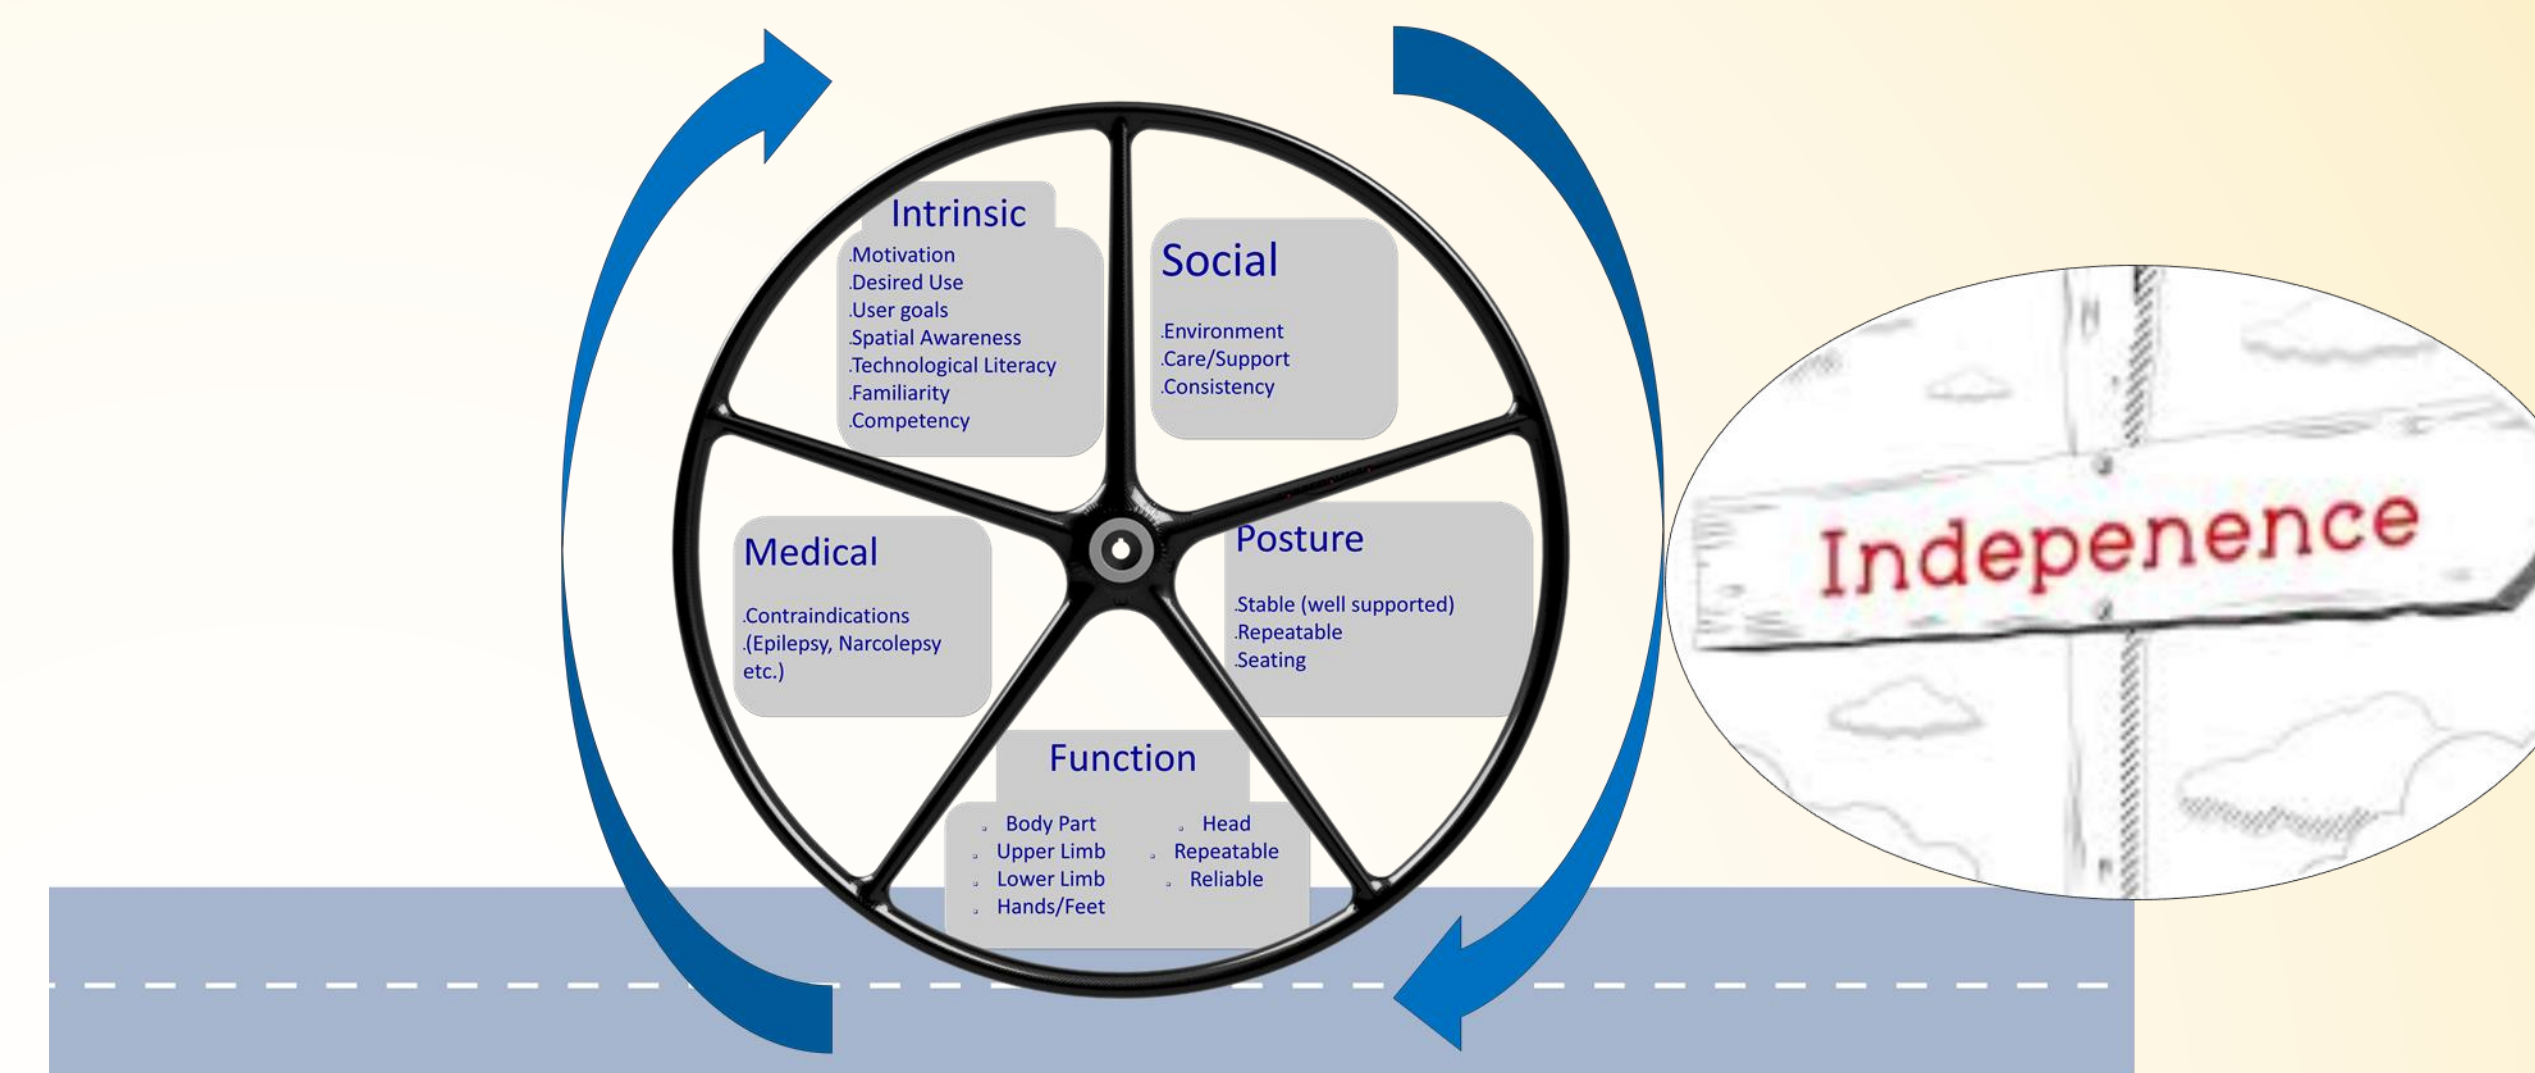 Intrinsic
.Motivation
.Desired Use
.User goals
.Spatial Awareness
.Technological Literacy
.Familiarity
.Competency
Social
.Environment
.Care/Support
.Consistency
Medical
.Contraindications
.(Epilepsy, Narcolepsy
etc.)
Posture
.Stable (well supported)
.Repeatable
.Seating
Function
. Body Part
. Upper Limb
. Lower Limb
. Hands/Feet
. Head
. Repeatable
. Reliable
Indepenence